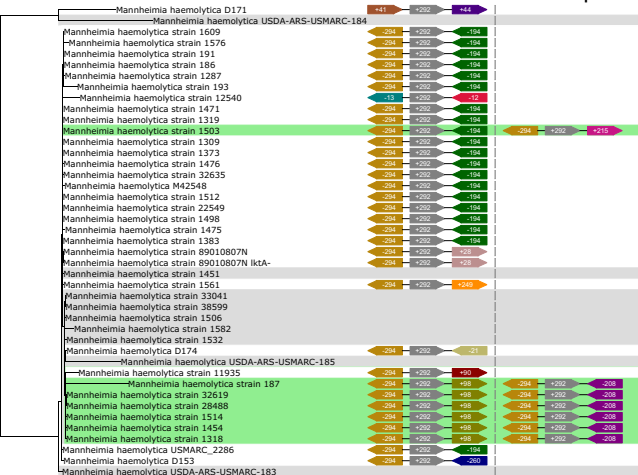 Mannheimia haemolytica D171 +41 +292 +44
Mannheimia haemolytica USDA-ARS-USMARC-184
Mannheimia haemolytica strain 1609 -294 +292 -194
Mannheimia haemolytica strain 1576 -294 +292 -194
Mannheimia haemolytica strain 191 -294 +292 -194
Mannheimia haemolytica strain 186 -294 +292 -194
Mannheimia haemolytica strain 1287 -294 +292 -194
Mannheimia haemolytica strain 193 -294 +292 -194
Mannheimia haemolytica strain 12540 -13 +292 -12
Mannheimia haemolytica strain 1471 -294 +292 -194
Mannheimia haemolytica strain 1319 -294 +292 -194
Mannheimia haemolytica strain 1503 -294 +292 -194 -294 +292 +215
Mannheimia haemolytica strain 1309 -294 +292 -194
Mannheimia haemolytica strain 1373 -294 +292 -194
Mannheimia haemolytica strain 1476 -294 +292 -194
Mannheimia haemolytica strain 32635 -294 +292 -194
Mannheimia haemolytica M42548 -294 +292 -194
Mannheimia haemolytica strain 1512 -294 +292 -194
Mannheimia haemolytica strain 22549 -294 +292 -194
Mannheimia haemolytica strain 1498 -294 +292 -194
Mannheimia haemolytica strain 1475 -294 +292 -194
Mannheimia haemolytica strain 1383 -294 +292 -194
Mannheimia haemolytica strain 89010807N -294 +292 +28
Mannheimia haemolytica strain 89010807N lktA- -294 +292 +28
Mannheimia haemolytica strain 1451
Mannheimia haemolytica strain 1561 -294 +292 +249
Mannheimia haemolytica strain 33041
Mannheimia haemolytica strain 38599
Mannheimia haemolytica strain 1506
Mannheimia haemolytica strain 1582
Mannheimia haemolytica strain 1532
Mannheimia haemolytica D174 -294 +292 -21
Mannheimia haemolytica USDA-ARS-USMARC-185
Mannheimia haemolytica strain 11935 -294 +292 +90
Mannheimia haemolytica strain 187 -294 +292 +98 -294 +292 -208
Mannheimia haemolytica strain 32619 -294 +292 +98 -294 +292 -208
Mannheimia haemolytica strain 28488 -294 +292 +98 -294 +292 -208
Mannheimia haemolytica strain 1514 -294 +292 +98 -294 +292 -208
Mannheimia haemolytica strain 1454 -294 +292 +98 -294 +292 -208
Mannheimia haemolytica strain 1318 -294 +292 +98 -294 +292 -208
Mannheimia haemolytica USMARC_2286 -294 +292 -194
Mannheimia haemolytica D153 -294 +292 -260
Mannheimia haemolytica USDA-ARS-USMARC-183